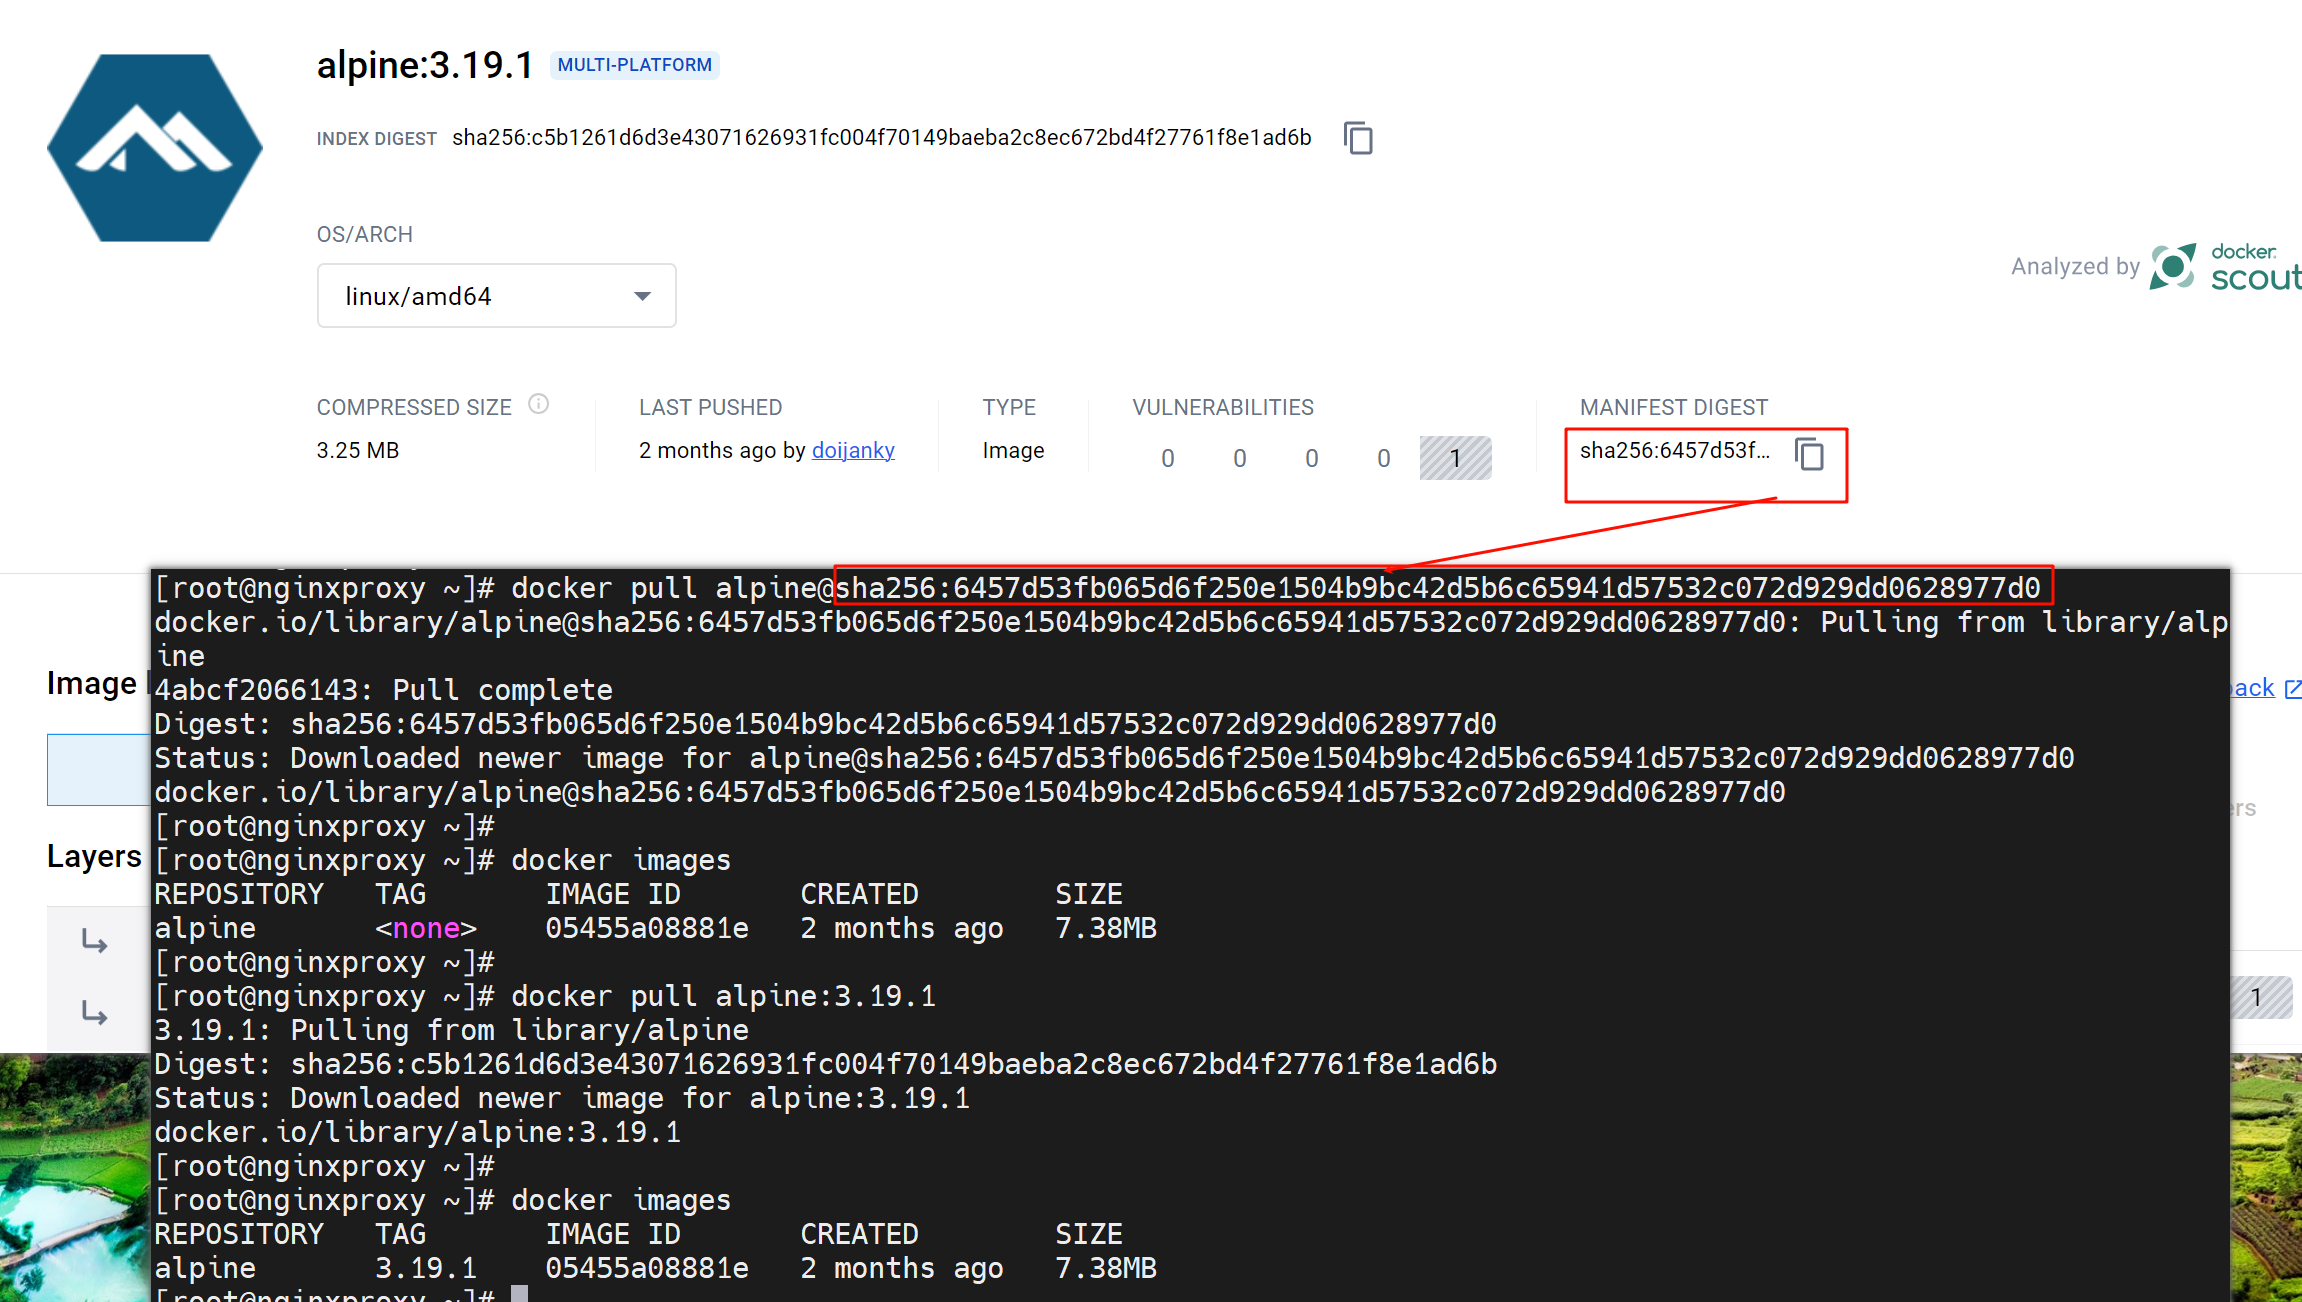 alpine:3.19.1 MULTI-PLATFORM
INDEX DIGEST sha256:c5b1261d6d3e43071626931fc004f70149baeba2c8ec672bd4f27761f8e1ad6b
OS/ARCH
linux/amd64
Analyzed by docker scout
COMPRESSED SIZE LAST PUSHED TYPE VULNERABILITIES MANIFEST DIGEST
3.25 MB 2 months ago by doijanky Image 0 0 0 0 1 sha256:6457d53f...
[root@nginxproxy ~]# docker pull alpine@sha256:6457d53fb065d6f250e1504b9bc42d5b6c65941d57532c072d929dd0628977d0
docker.io/library/alpine@sha256:6457d53fb065d6f250e1504b9bc42d5b6c65941d57532c072d929dd0628977d0: Pulling from library/alp
ine
Image
4abcf2066143: Pull complete
Digest: sha256:6457d53fb065d6f250e1504b9bc42d5b6c65941d57532c072d929dd0628977d0
Status: Downloaded newer image for alpine@sha256:6457d53fb065d6f250e1504b9bc42d5b6c65941d57532c072d929dd0628977d0
docker.io/library/alpine@sha256:6457d53fb065d6f250e1504b9bc42d5b6c65941d57532c072d929dd0628977d0
[root@nginxproxy ~]#
Layers
[root@nginxproxy ~]# docker images
REPOSITORY TAG IMAGE ID CREATED SIZE
alpine <none> 05455a08881e 2 months ago 7.38MB
[root@nginxproxy ~]#
[root@nginxproxy ~]# docker pull alpine:3.19.1
1
3.19.1: Pulling from library/alpine
Digest: sha256:c5b1261d6d3e43071626931fc004f70149baeba2c8ec672bd4f27761f8e1ad6b
Status: Downloaded newer image for alpine:3.19.1
docker.io/library/alpine:3.19.1
[root@nginxproxy ~]#
[root@nginxproxy ~]# docker images
REPOSITORY TAG IMAGE ID CREATED SIZE
alpine 3.19.1 05455a08881e 2 months ago 7.38MB
[root@nginxproxy ~]#